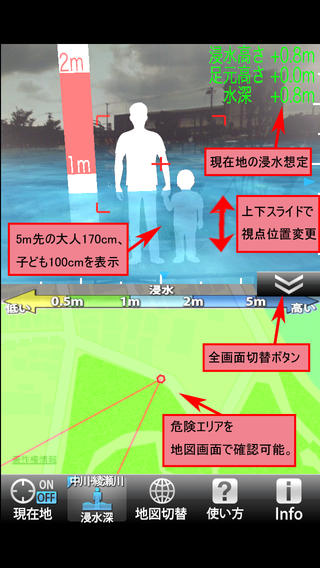 2m
浸水高さ +0.5m
足元高さ +0.0m
水深 +0.5m
1m
現在地の浸水想定
5m先の大人170cm、
子ども100cmを表示
上下スライドで
視点位置変更
浸水
低い 0.5m 1m 2m 5m 高い
全画面切替ボタン
危険エリアを
地図画面で確認可能。
著作権情報
ON
OFF
現在地
中川・綾瀬川
浸水深
地図切替
?
使い方
i
Info